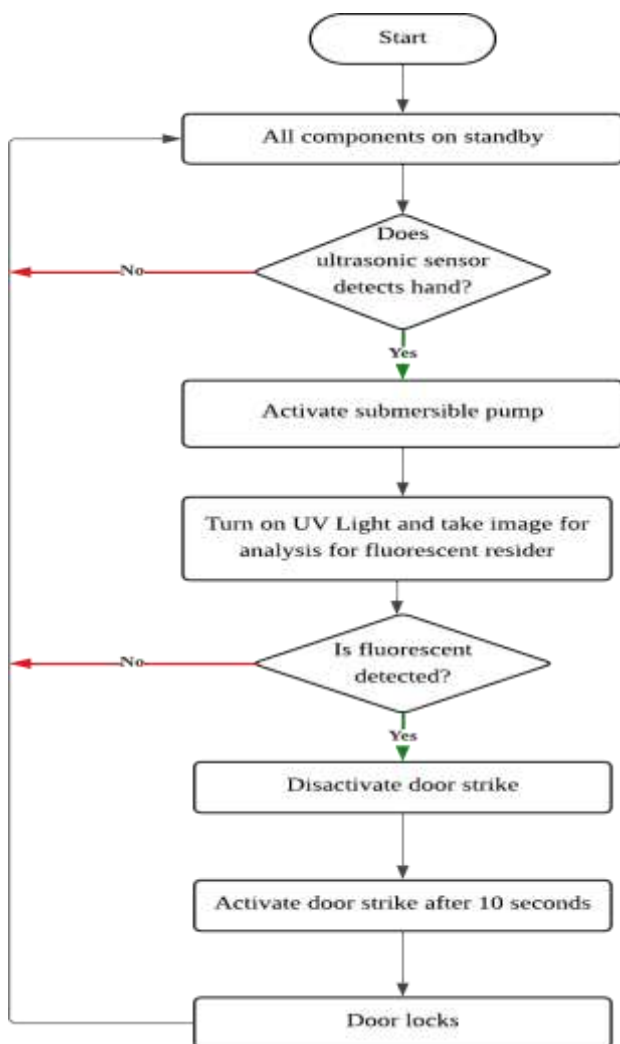 Start
All components on standby
Does
ultrasonic sensor
detects hand?
No
Yes
Activate submersible pump
Turn on UV Light and take image for
analysis for fluorescent resider
Is fluorescent
detected?
No
Yes
Disactivate door strike
Activate door strike after 10 seconds
Door locks